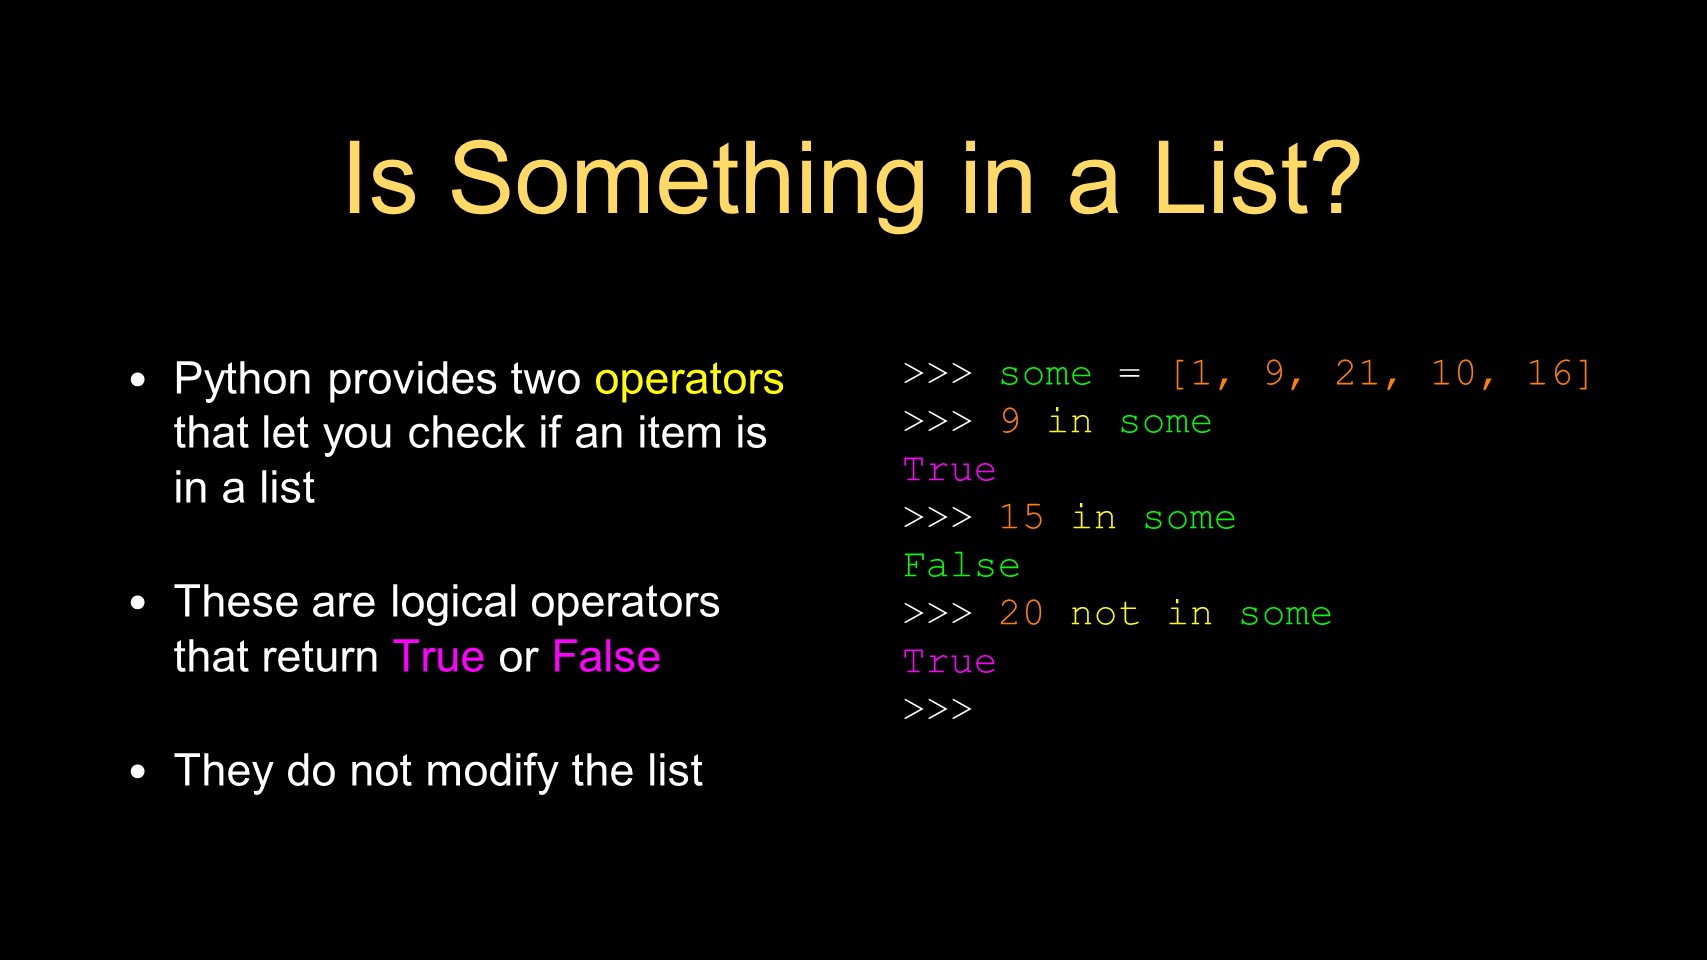 Is Something in a List?
• Python provides two operators
that let you check if an item is
in a list
• These are logical operators
that return True or False
• They do not modify the list
>>> some = [1, 9, 21, 10, 16]
>>> 9 in some
True
>>> 15 in some
False
>>> 20 not in some
True
>>>